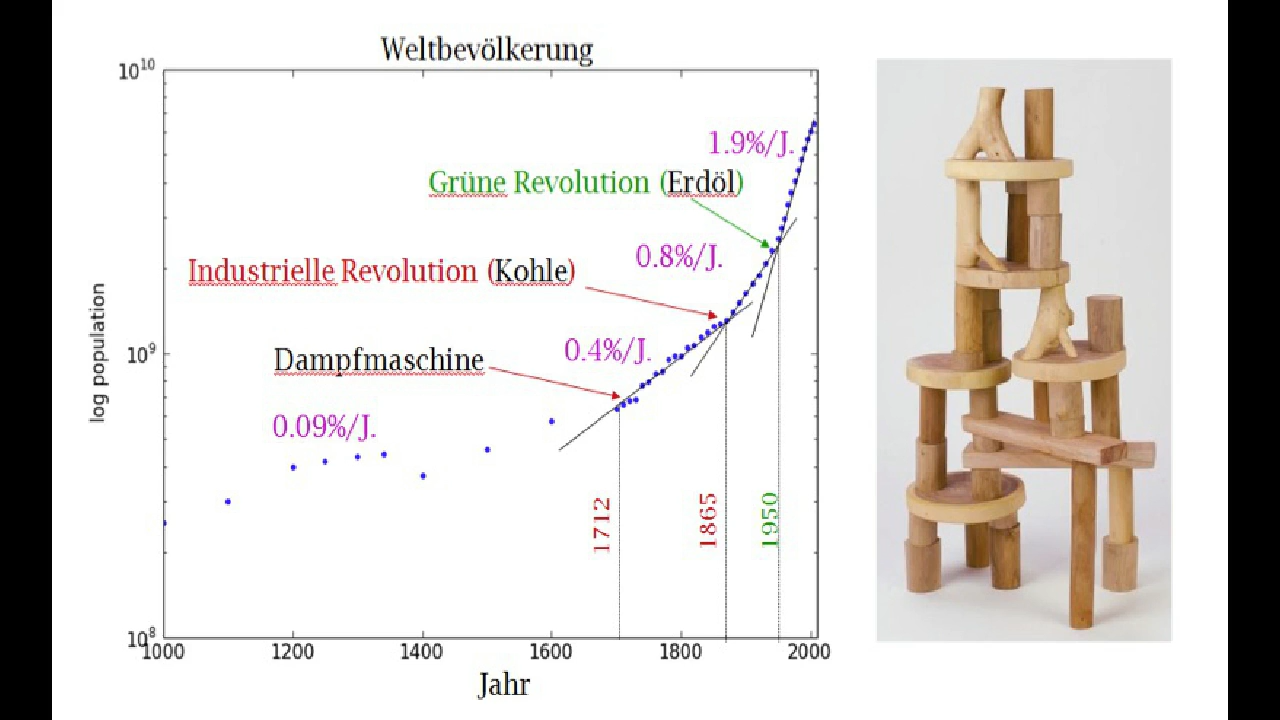 Weltbevölkerung
10^10
1.9%/J.
Grüne Revolution (Erdöl)
0.8%/J.
Industrielle Revolution (Kohle)
0.4%/J.
10^9
Dampfmaschine
0.09%/J.
log population
1712
1865
1950
10^8
1000 1200 1400 1600 1800 2000
Jahr